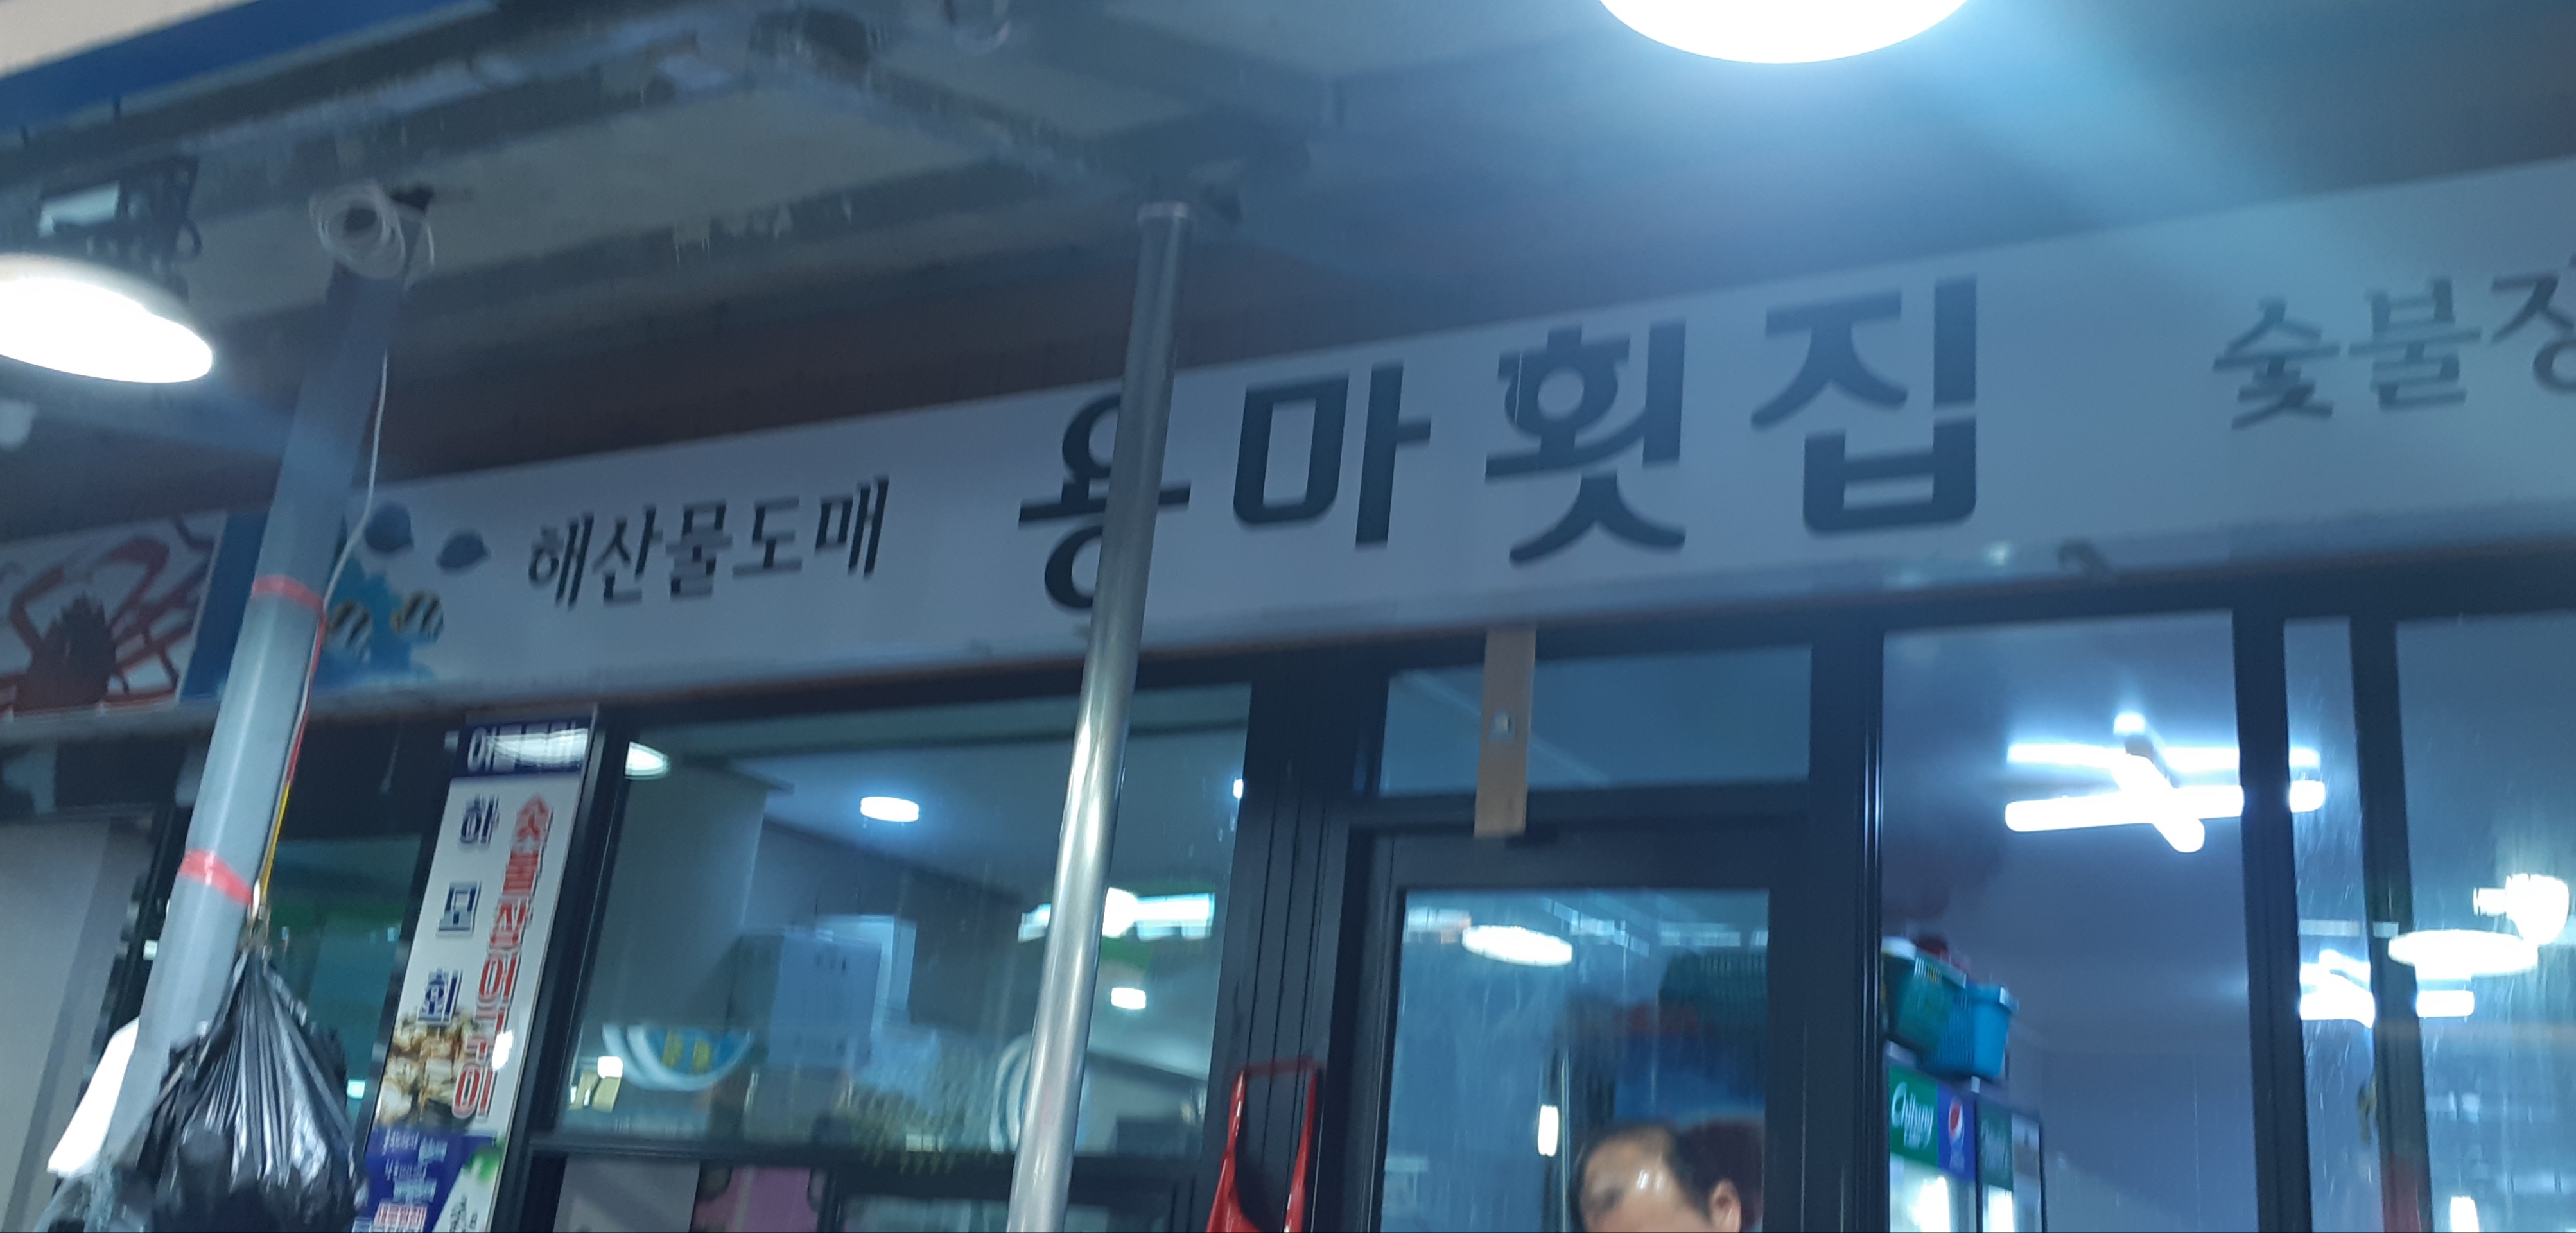 해산물도매 용마횟집 숯불장
하모회
숯불장어구이
Chilsung